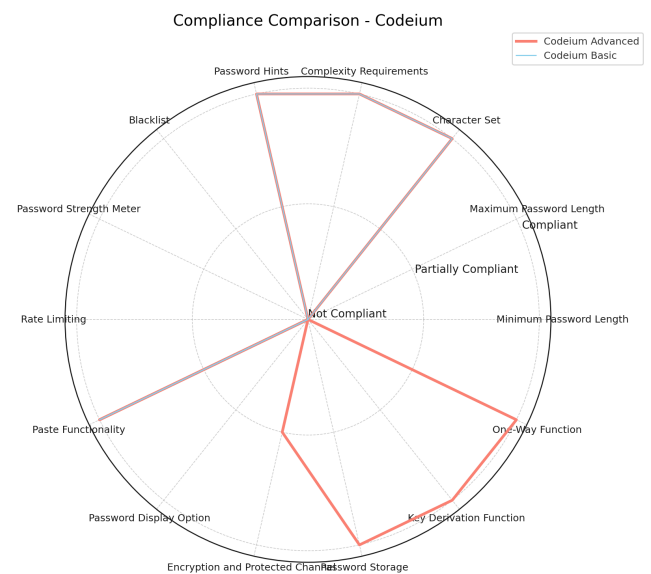 Compliance Comparison - Codeium
Codeium Advanced
Codeium Basic
Password Hints
Complexity Requirements
Blacklist
Character Set
Password Strength Meter
Maximum Password Length
Compliant
Partially Compliant
Not Compliant
Rate Limiting
Minimum Password Length
Paste Functionality
One-Way Function
Password Display Option
Key Derivation Function
Encryption and Protected Channel
Password Storage